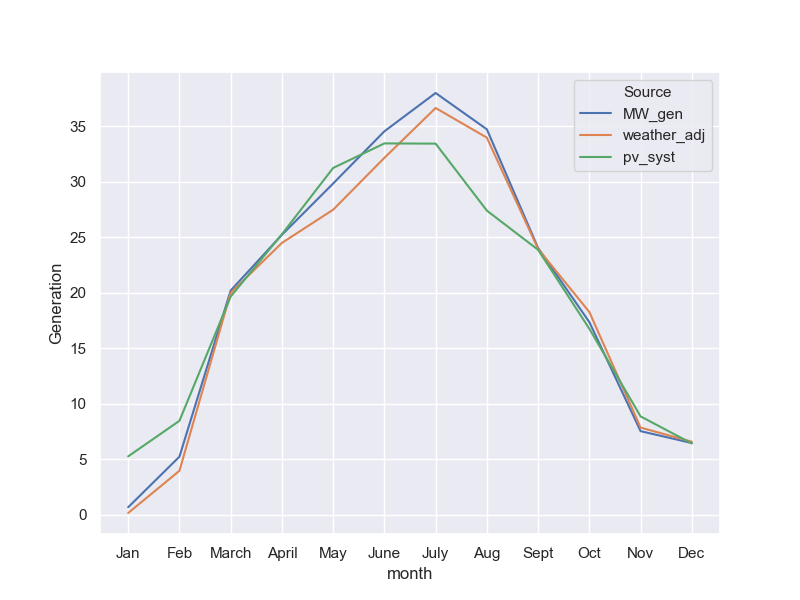 Source
MW_gen
weather_adj
pv_syst
35
30
25
20
15
10
5
0
Generation
Jan Feb March April May June July Aug Sept Oct Nov Dec
month